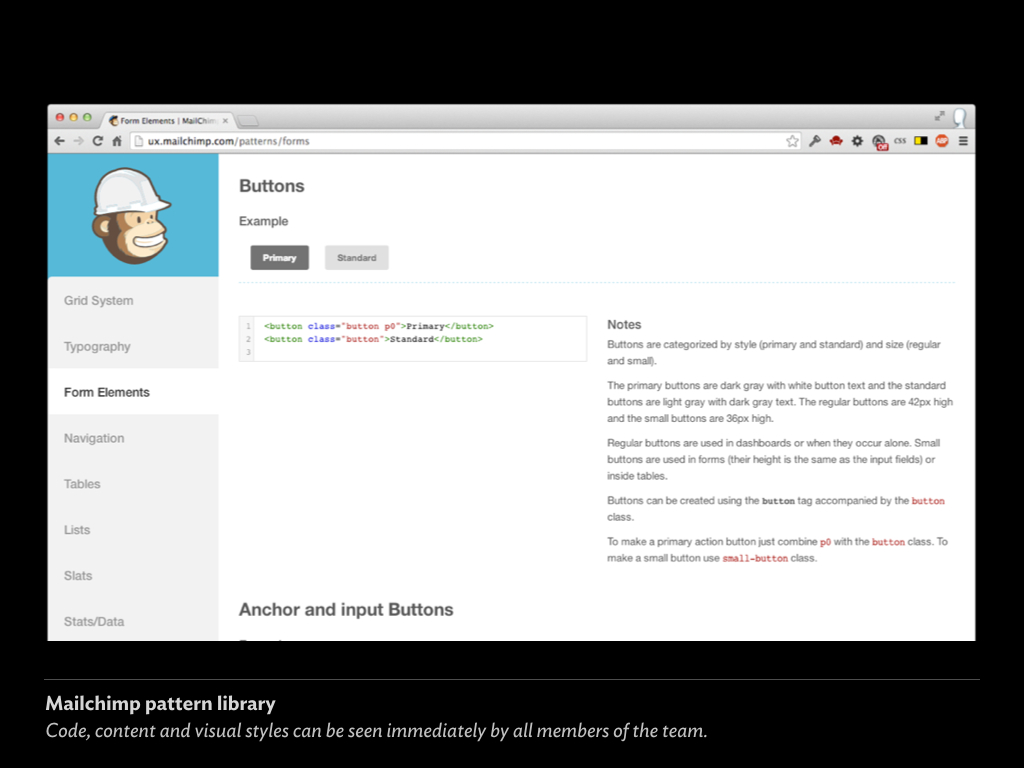 Form Elements | MailChim
ux.mailchimp.com/patterns/forms
Off
CSS
ABP
Grid System
Typography
Form Elements
Navigation
Tables
Lists
Slats
Stats/Data
Buttons
Example
Primary Standard
1 <button class="button p0">Primary</button>
2 <button class="button">Standard</button>
3
Notes
Buttons are categorized by style (primary and standard) and size (regular
and small).
The primary buttons are dark gray with white button text and the standard
buttons are light gray with dark gray text. The regular buttons are 42px high
and the small buttons are 36px high.
Regular buttons are used in dashboards or when they occur alone. Small
buttons are used in forms (their height is the same as the input fields) or
inside tables.
Buttons can be created using the button tag accompanied by the button
class.
To make a primary action button just combine p0 with the button class. To
make a small button use small-button class.
Anchor and input Buttons
Mailchimp pattern library
Code, content and visual styles can be seen immediately by all members of the team.